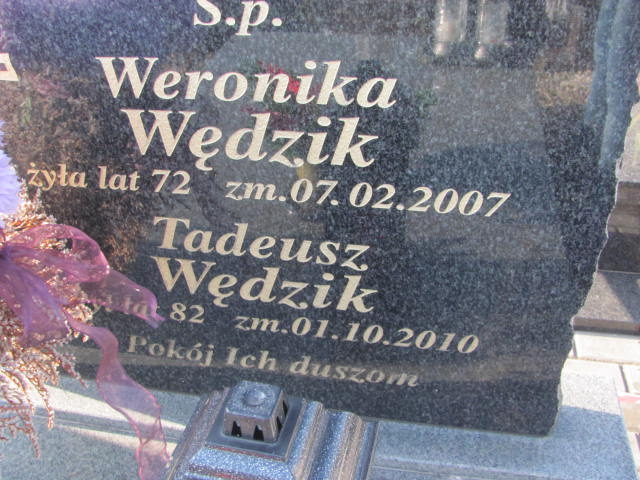 S.p.
Weronika
Wędzik
żyła lat 72 zm.07.02.2007
Tadeusz
Wędzik
lat 82 zm.01.10.2010
Pokój Ich duszom